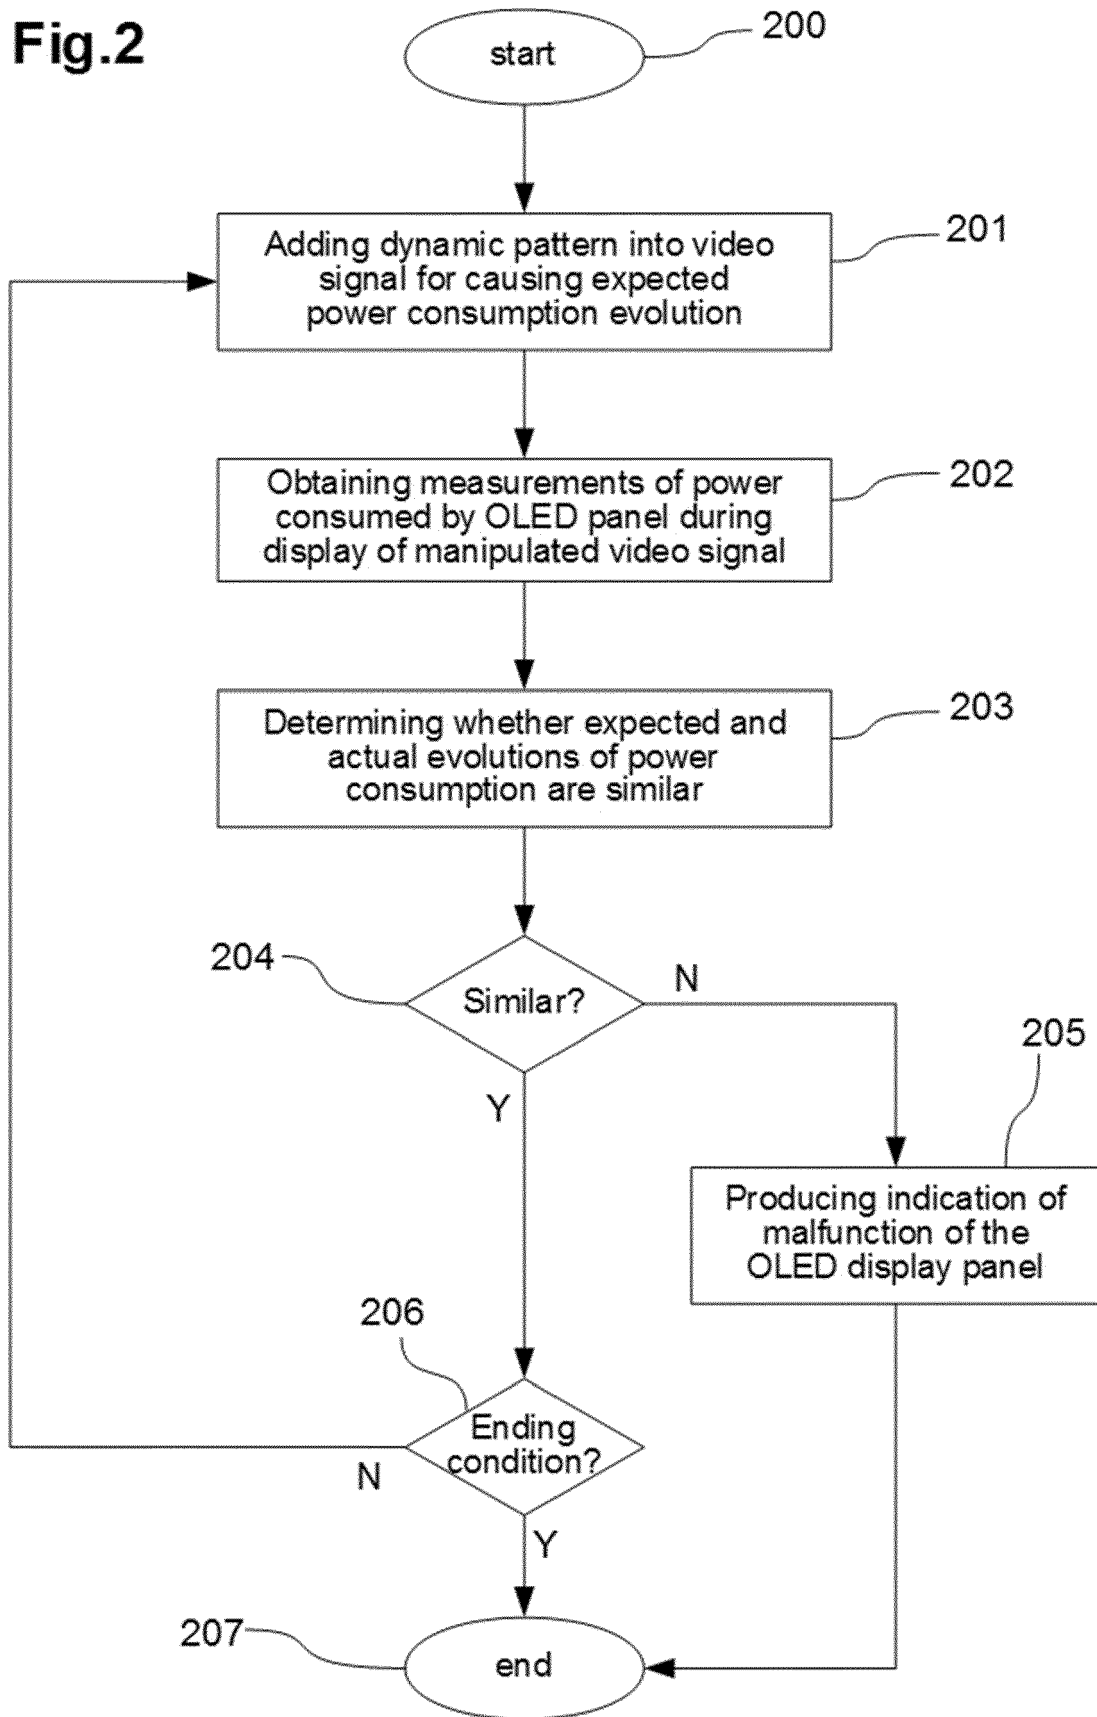 Fig.2
start
200
Adding dynamic pattern into video
signal for causing expected
power consumption evolution
201
Obtaining measurements of power
consumed by OLED panel during
display of manipulated video signal
202
Determining whether expected and
actual evolutions of power
consumption are similar
203
204
Similar?
N
Y
205
Producing indication of
malfunction of the
OLED display panel
206
Ending
condition?
N
Y
207
end